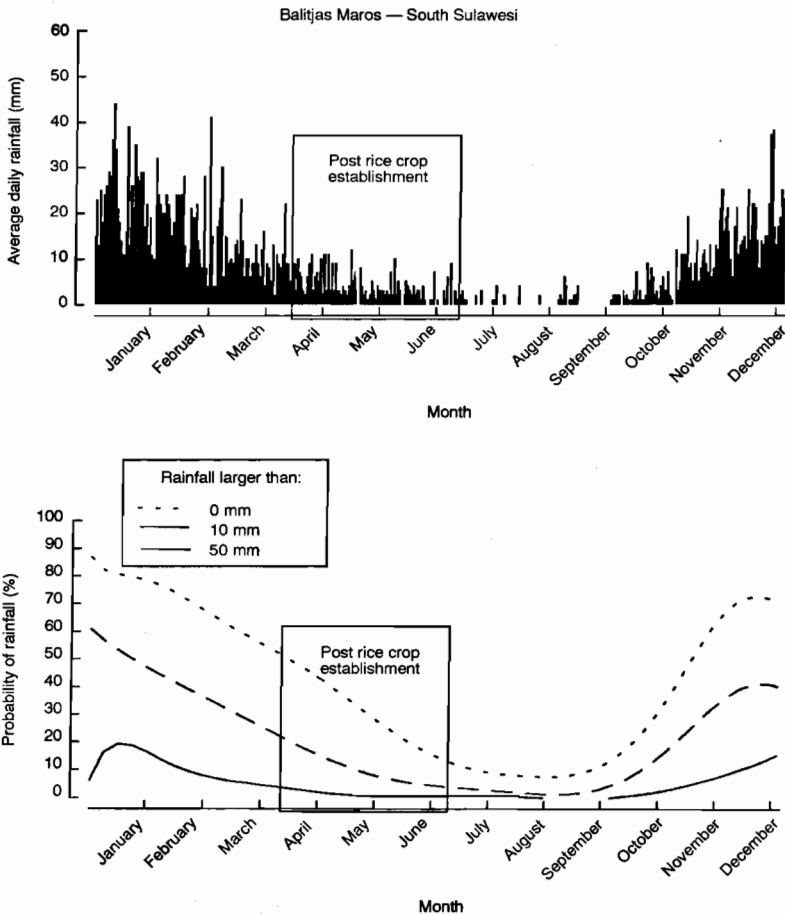 Balitjas Maros — South Sulawesi
Average daily rainfall (mm)
60
50
40
30
20
10
0
Post rice crop
establishment
January
February
March
April
May
June
July
August
September
October
November
December
Month
Rainfall larger than:
0 mm
10 mm
50 mm
Probability of rainfall (%)
100
90
80
70
60
50
40
30
20
10
0
Post rice crop
establishment
January
February
March
April
May
June
July
August
September
October
November
December
Month